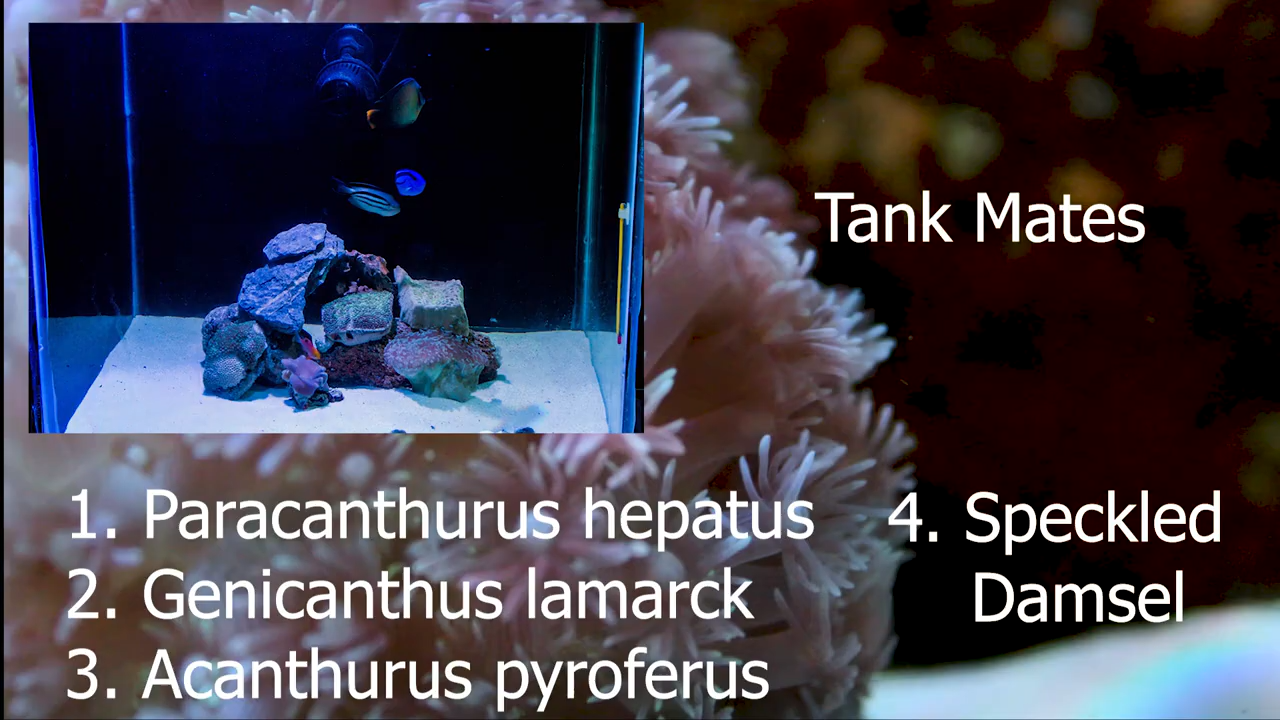 Tank Mates
1. Paracanthurus hepatus
2. Genicanthus lamarck
3. Acanthurus pyroferus
4. Speckled
Damsel